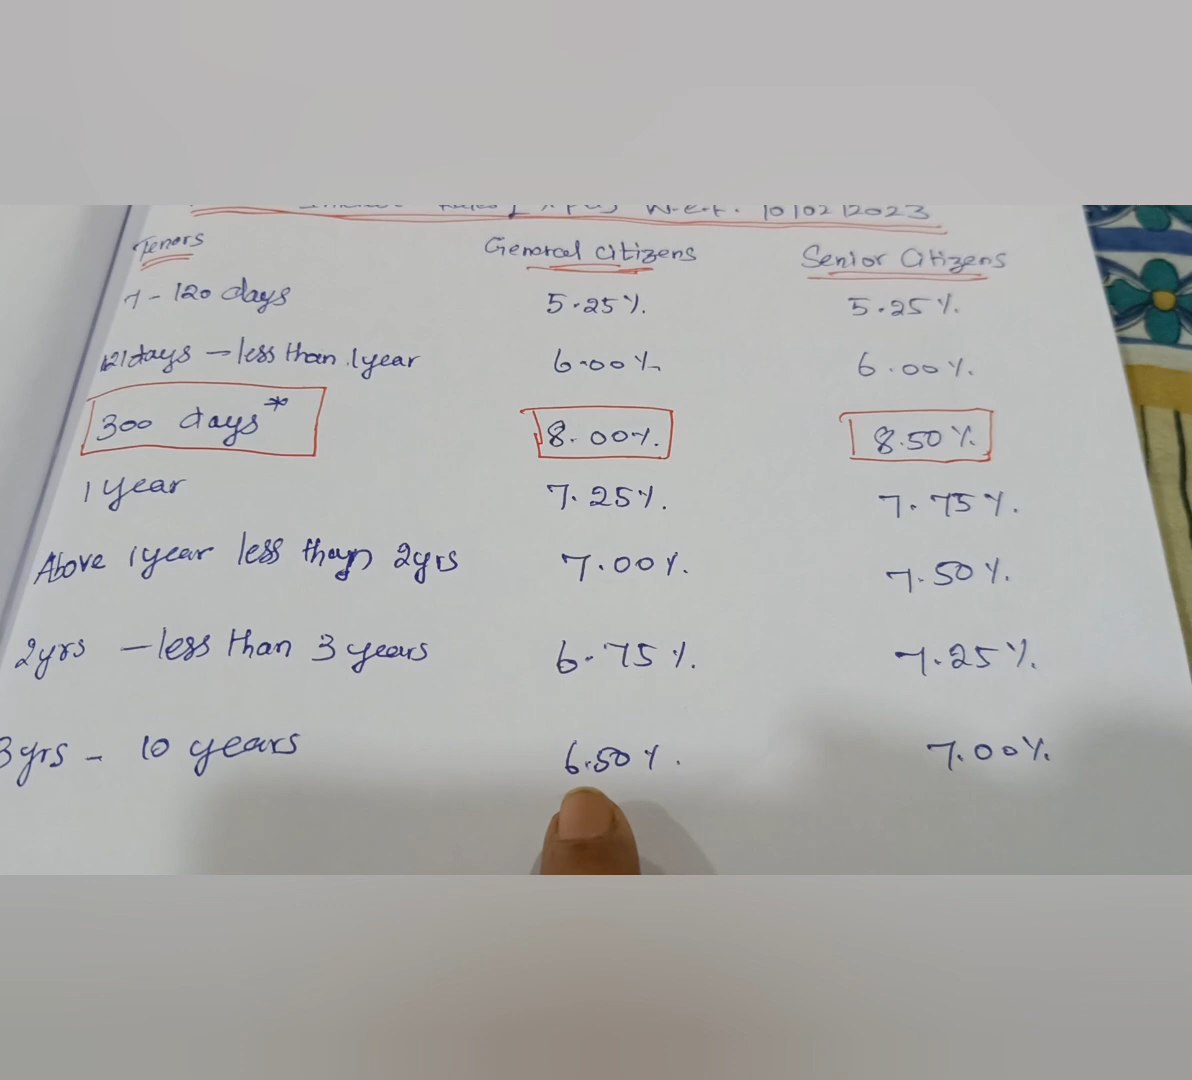 W.e.f. 10/02/2023
Tenors General Citizens Senior Citizens
7 - 120 days 5.25% 5.25%
121days - less than 1year 6.00% 6.00%
300 days* 8.00% 8.50%
1 year 7.25% 7.75%
Above 1year less than 2yrs 7.00% 7.50%
2yrs - less than 3 years 6.75% 7.25%
3yrs - 10 years 6.50% 7.00%